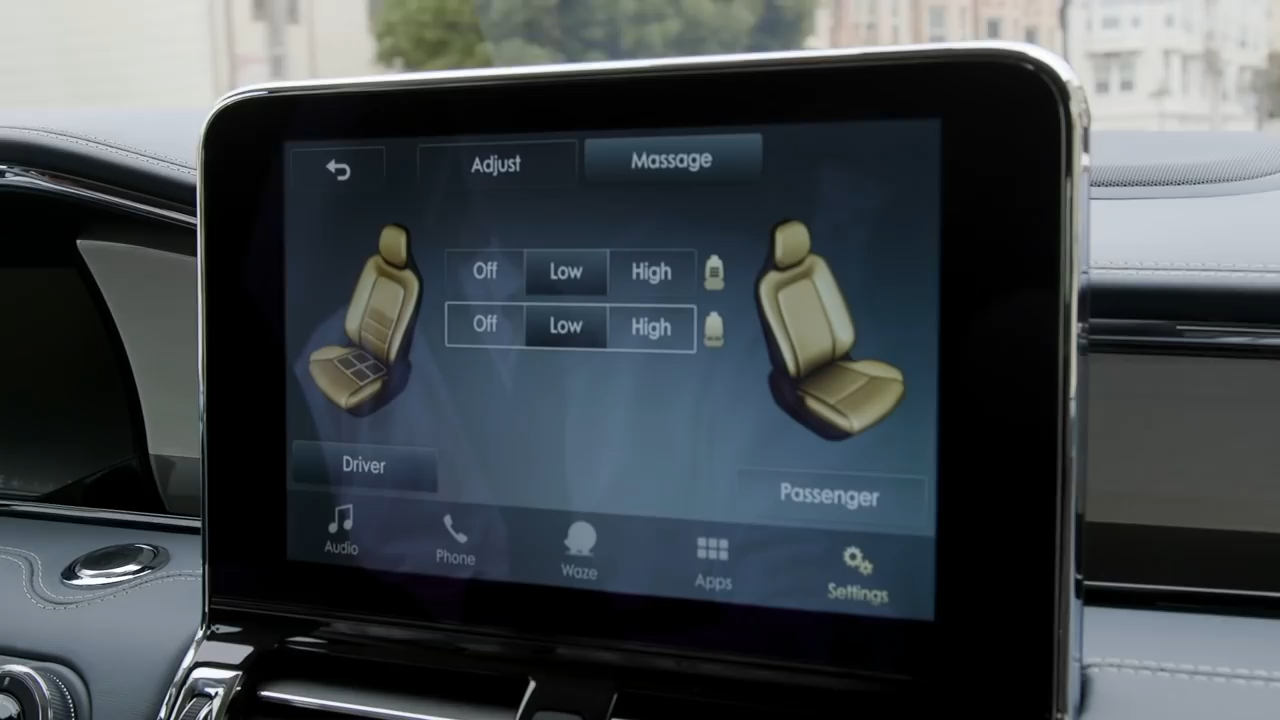 Adjust Massage
Off Low High
Off Low High
Driver
Passenger
Audio Phone Waze Apps Settings